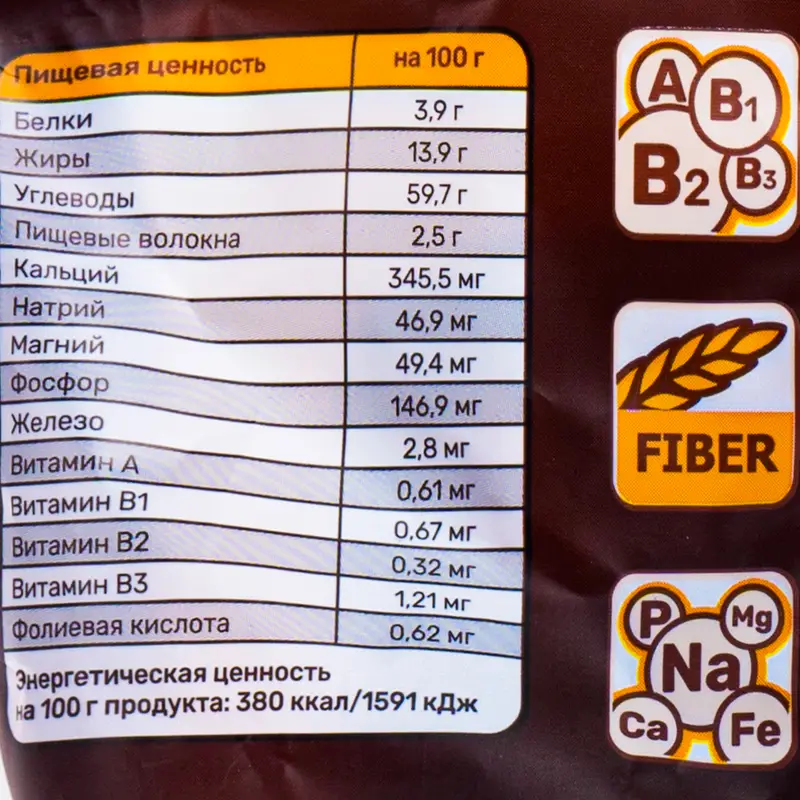 Пищевая ценность на 100 г
Белки 3,9 г
Жиры 13,9 г
Углеводы 59,7 г
Пищевые волокна 2,5 г
Кальций 345,5 мг
Натрий 46,9 мг
Магний 49,4 мг
Фосфор 146,9 мг
Железо 2,8 мг
Витамин А 0,61 мг
Витамин В1 0,67 мг
Витамин В2 0,32 мг
Витамин В3 1,21 мг
Фолиевая кислота 0,62 мг
Энергетическая ценность
на 100 г продукта: 380 ккал/1591 кДж
A B1
B2 B3
FIBER
P Mg
Na
Ca Fe